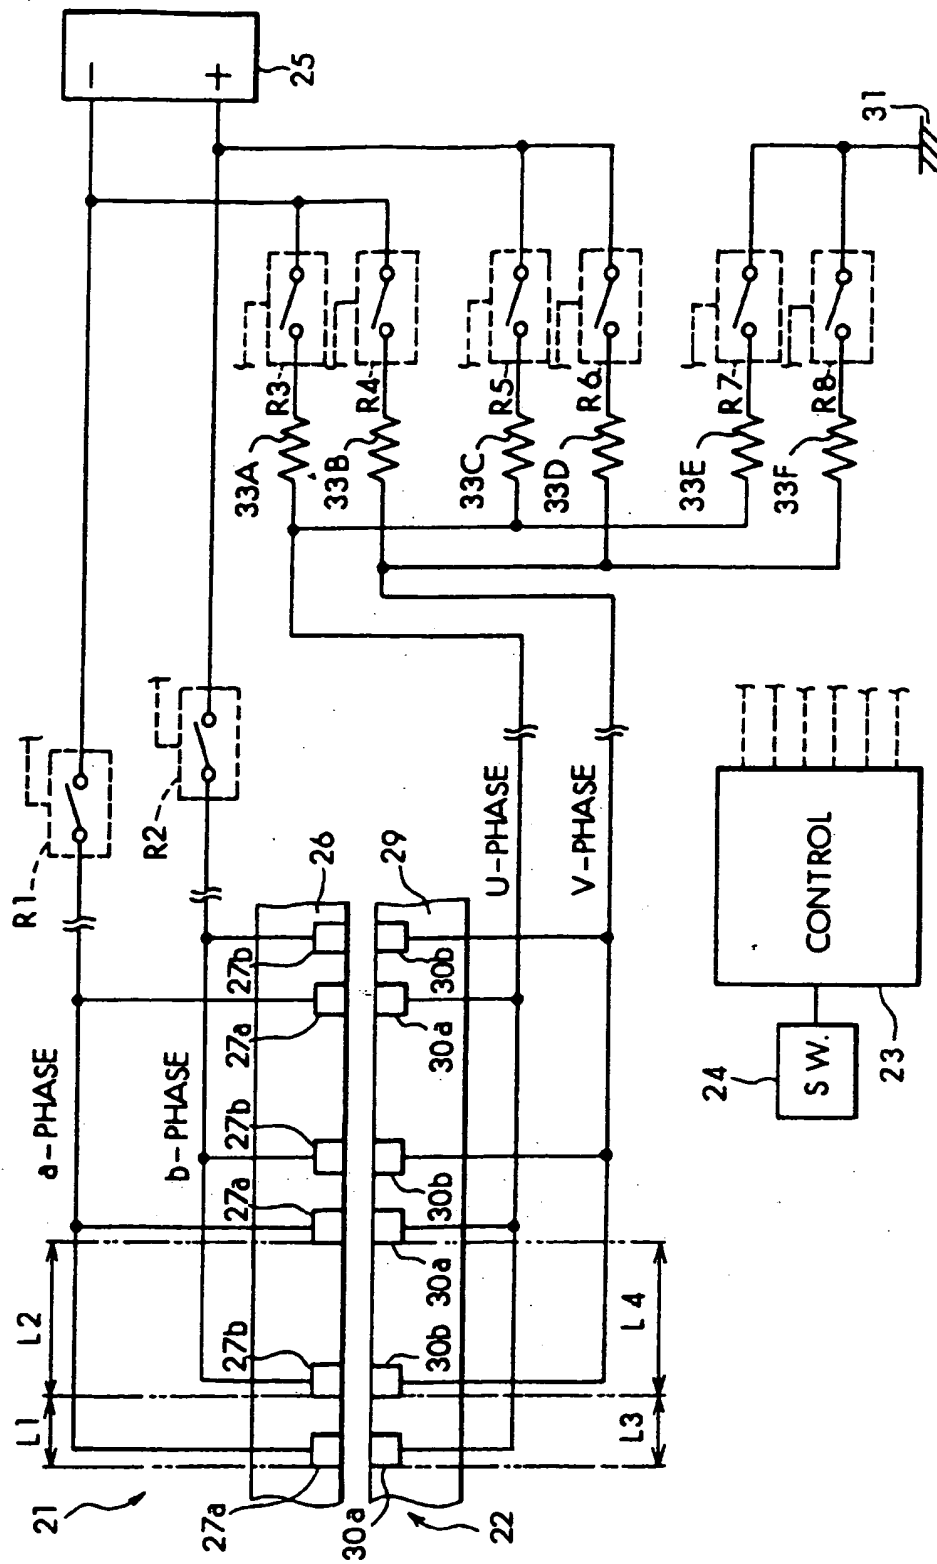 21
L1
L2
a-PHASE
R1
27a
27b
27a
27b
27a
27b
26
b-PHASE
R2
−
+
25
30a
30b
30a
30b
30a
30b
29
22
L3
L4
U-PHASE
V-PHASE
33A
R3
33B
R4
33C
R5
33D
R6
33E
R7
33F
R8
31
24
SW.
CONTROL
23